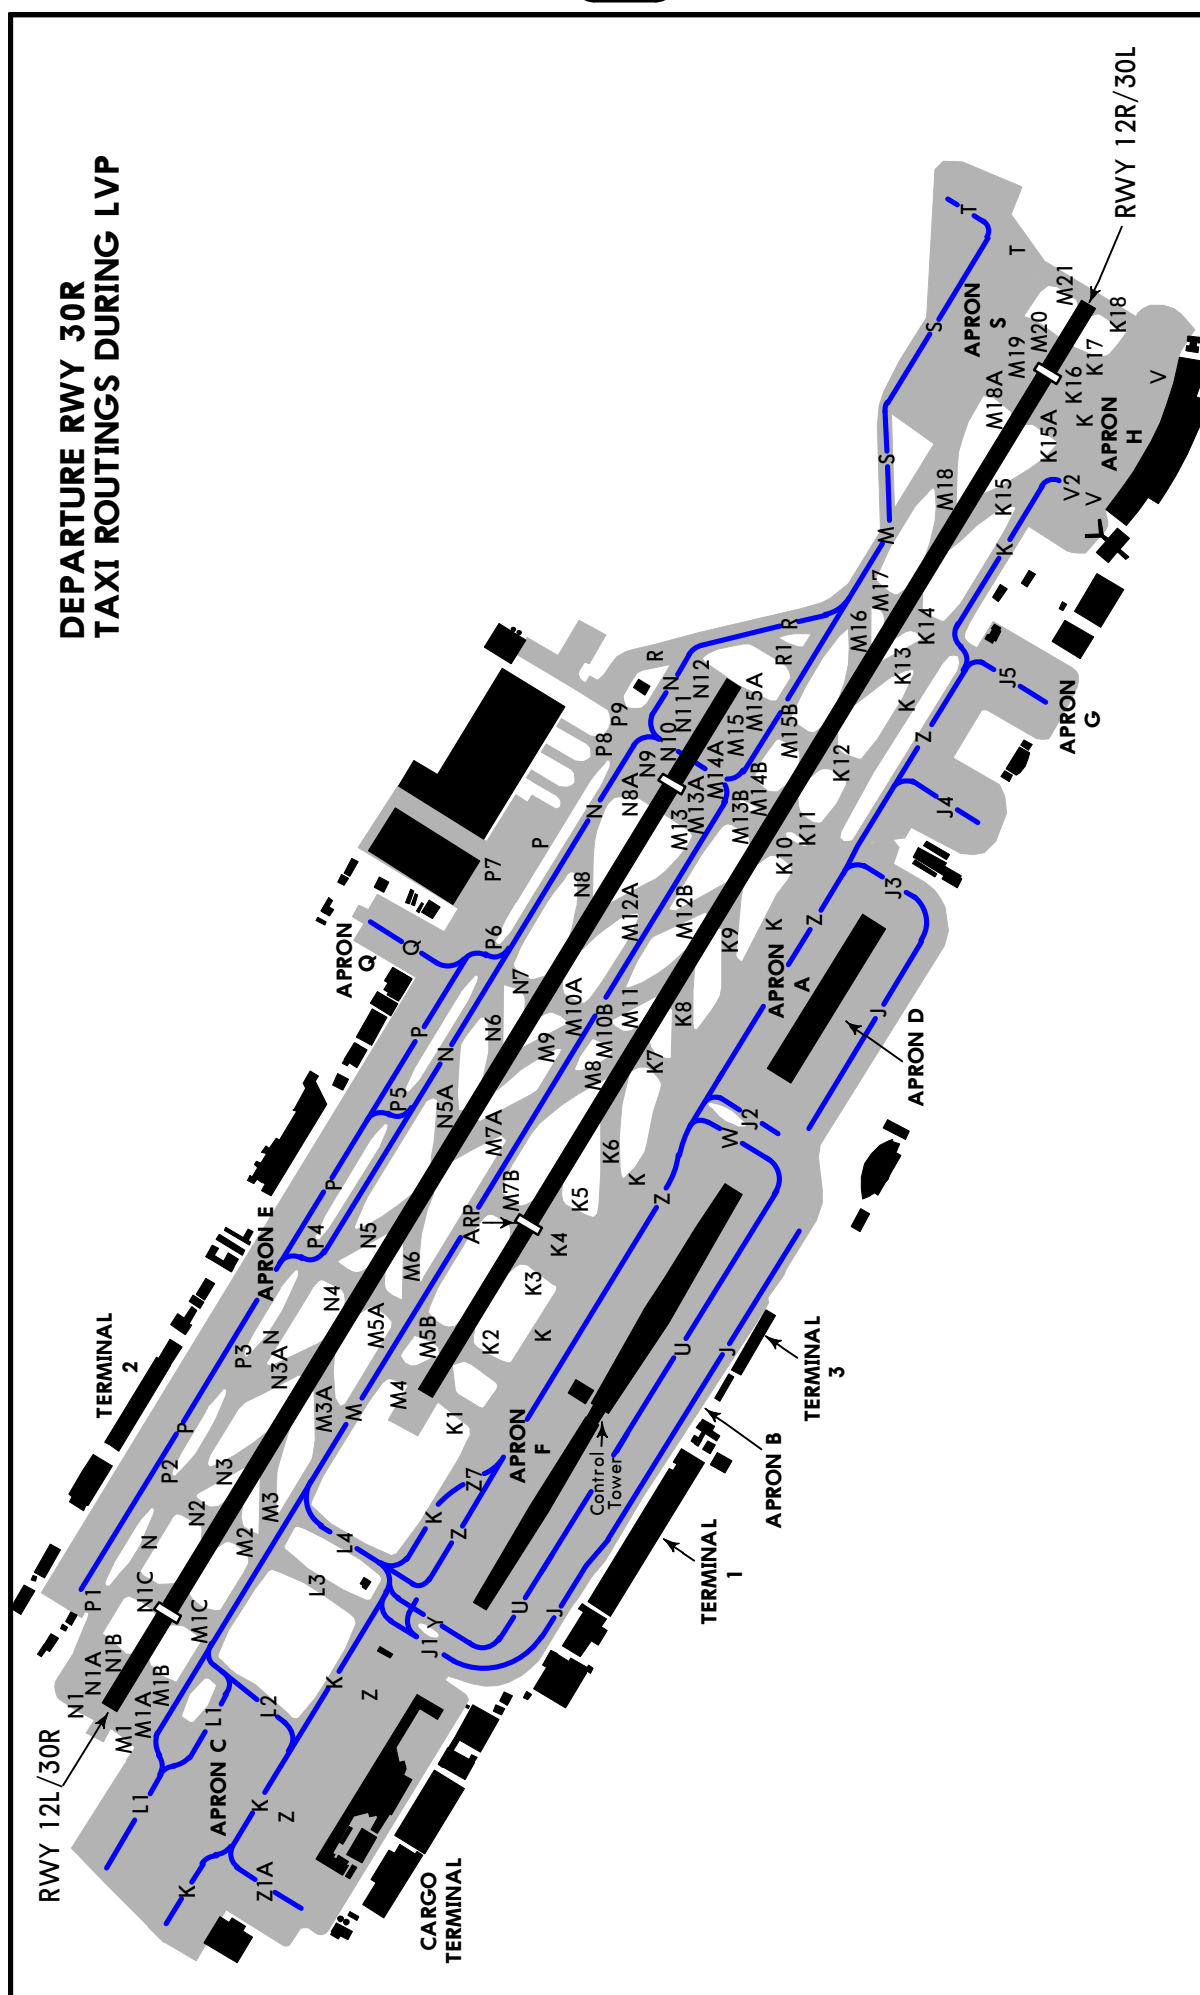 DEPARTURE RWY 30R
TAXI ROUTINGS DURING LVP
RWY 12R/30L
T
T
S
APRON
S
M21
M20
M19
M18A
K18
K17
K16
K
K15A
APRON
H
V
V2
V
S
M
M18
K15
K
M17
M16
K14
K13
K
J5
APRON
G
Z
J4
R
R
R1
N
N12
N11
N10
N9
N8A
P9
P8
M15A
M15
M15B
M14A
M14B
M13A
M13
M13B
K12
K11
K10
N
P
P7
N8
M12A
M12B
K9
K
Z
J3
J
APRON
A
APRON D
APRON
Q
Q
P6
N7
N6
M10A
M9
M10B
M11
M8
K8
K7
P
N
P5
N5A
M7A
M7B
K6
K5
K
Z
W
J2
P
P4
N5
M6
ARP
K4
K3
K
APRON E
N4
M5A
M5B
K2
TERMINAL
2
P3
N
N3A
M3A
M
M4
K1
APRON
F
U
J
TERMINAL
3
APRON B
P
P2
N3
N2
M3
M2
N
L4
L3
K
Z7
Z
Control
Tower
TERMINAL
1
P1
N1C
N1B
N1A
N1
M1C
M1B
M1A
M1
L1
L2
K
Z
J1
Y
U
J
RWY 12L/30R
L1
APRON C
K
Z
K
Z1A
CARGO
TERMINAL